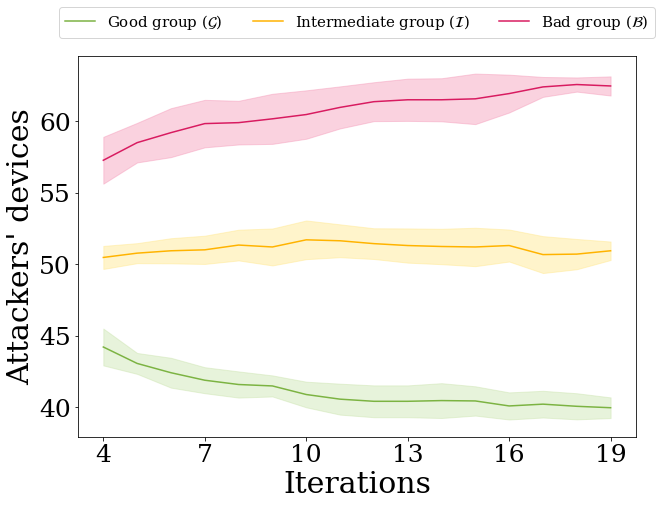 Good group (𝒢) Intermediate group (ℐ) Bad group (ℬ)
Attackers' devices
60
55
50
45
40
4 7 10 13 16 19
Iterations